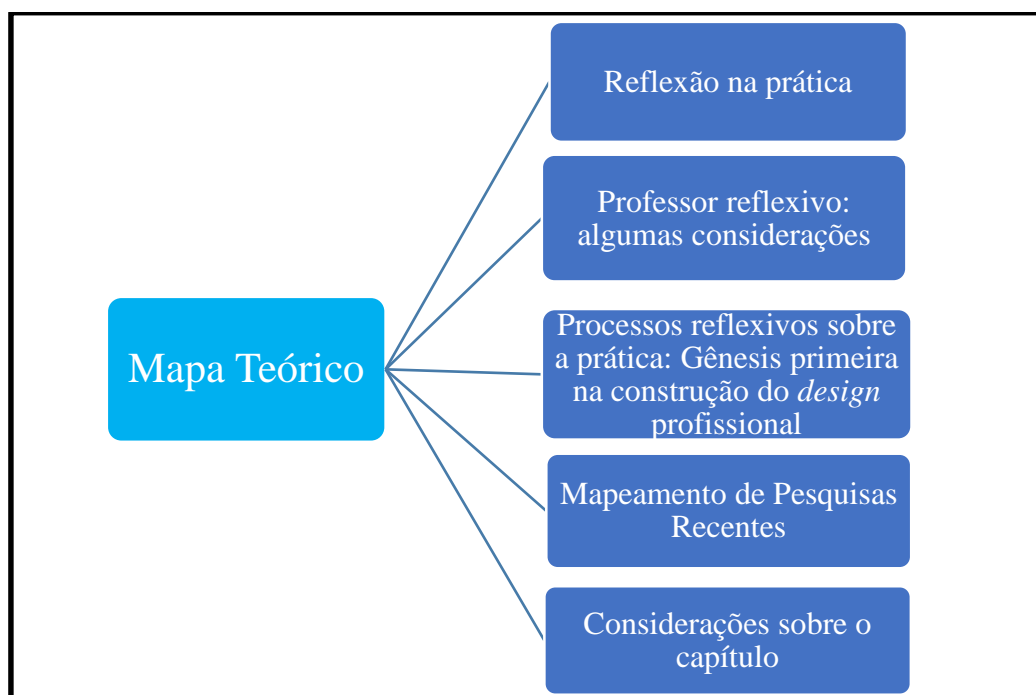 Reflexão na prática
Professor reflexivo:
algumas considerações
Processos reflexivos sobre
a prática: Gênesis primeira
na construção do design
profissional
Mapa Teórico
Mapeamento de Pesquisas
Recentes
Considerações sobre o
capítulo